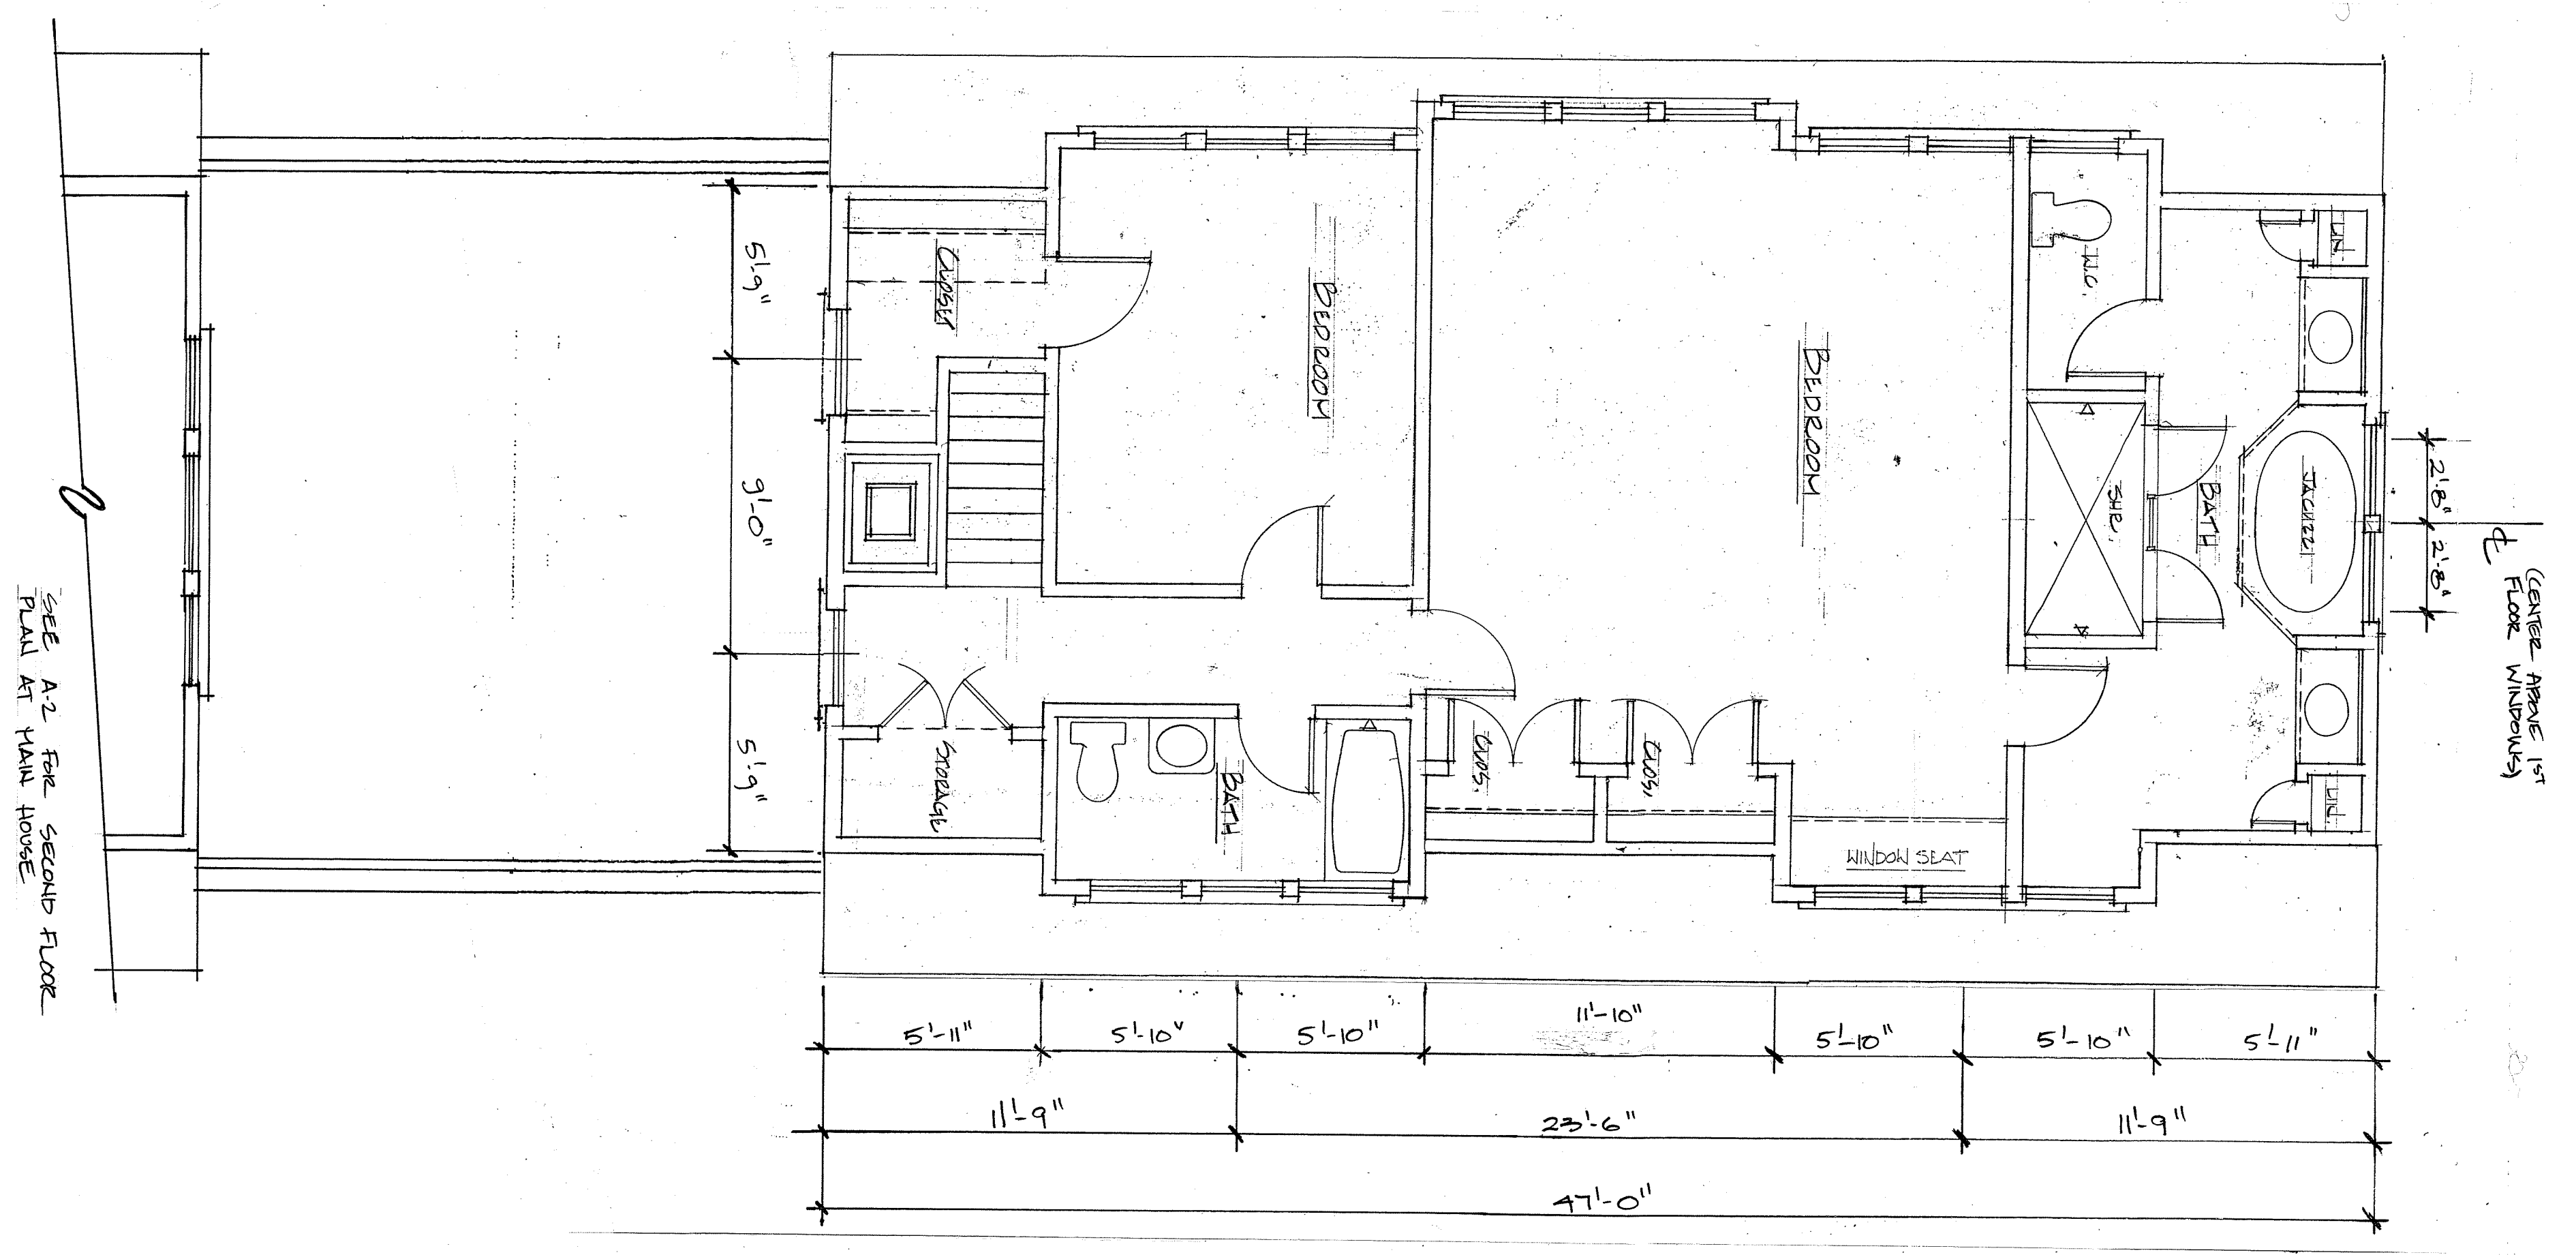 CLOSET
BEDROOM
BEDROOM
W.C.
LIN.
SHR.
BATH
JACUZZI
STORAGE
BATH
CLOS.
CLOS.
WINDOW SEAT
LIN
5'-9"
9'-0"
5'-9"
2'-8"
2'-8"
(CENTER ABOVE 1ST
FLOOR WINDOWS)
SEE A-2 FOR SECOND FLOOR
PLAN AT MAIN HOUSE
5'-11"
5'-10"
5'-10"
11'-10"
5'-10"
5'-10"
5'-11"
11'-9"
23'-6"
11'-9"
47'-0"